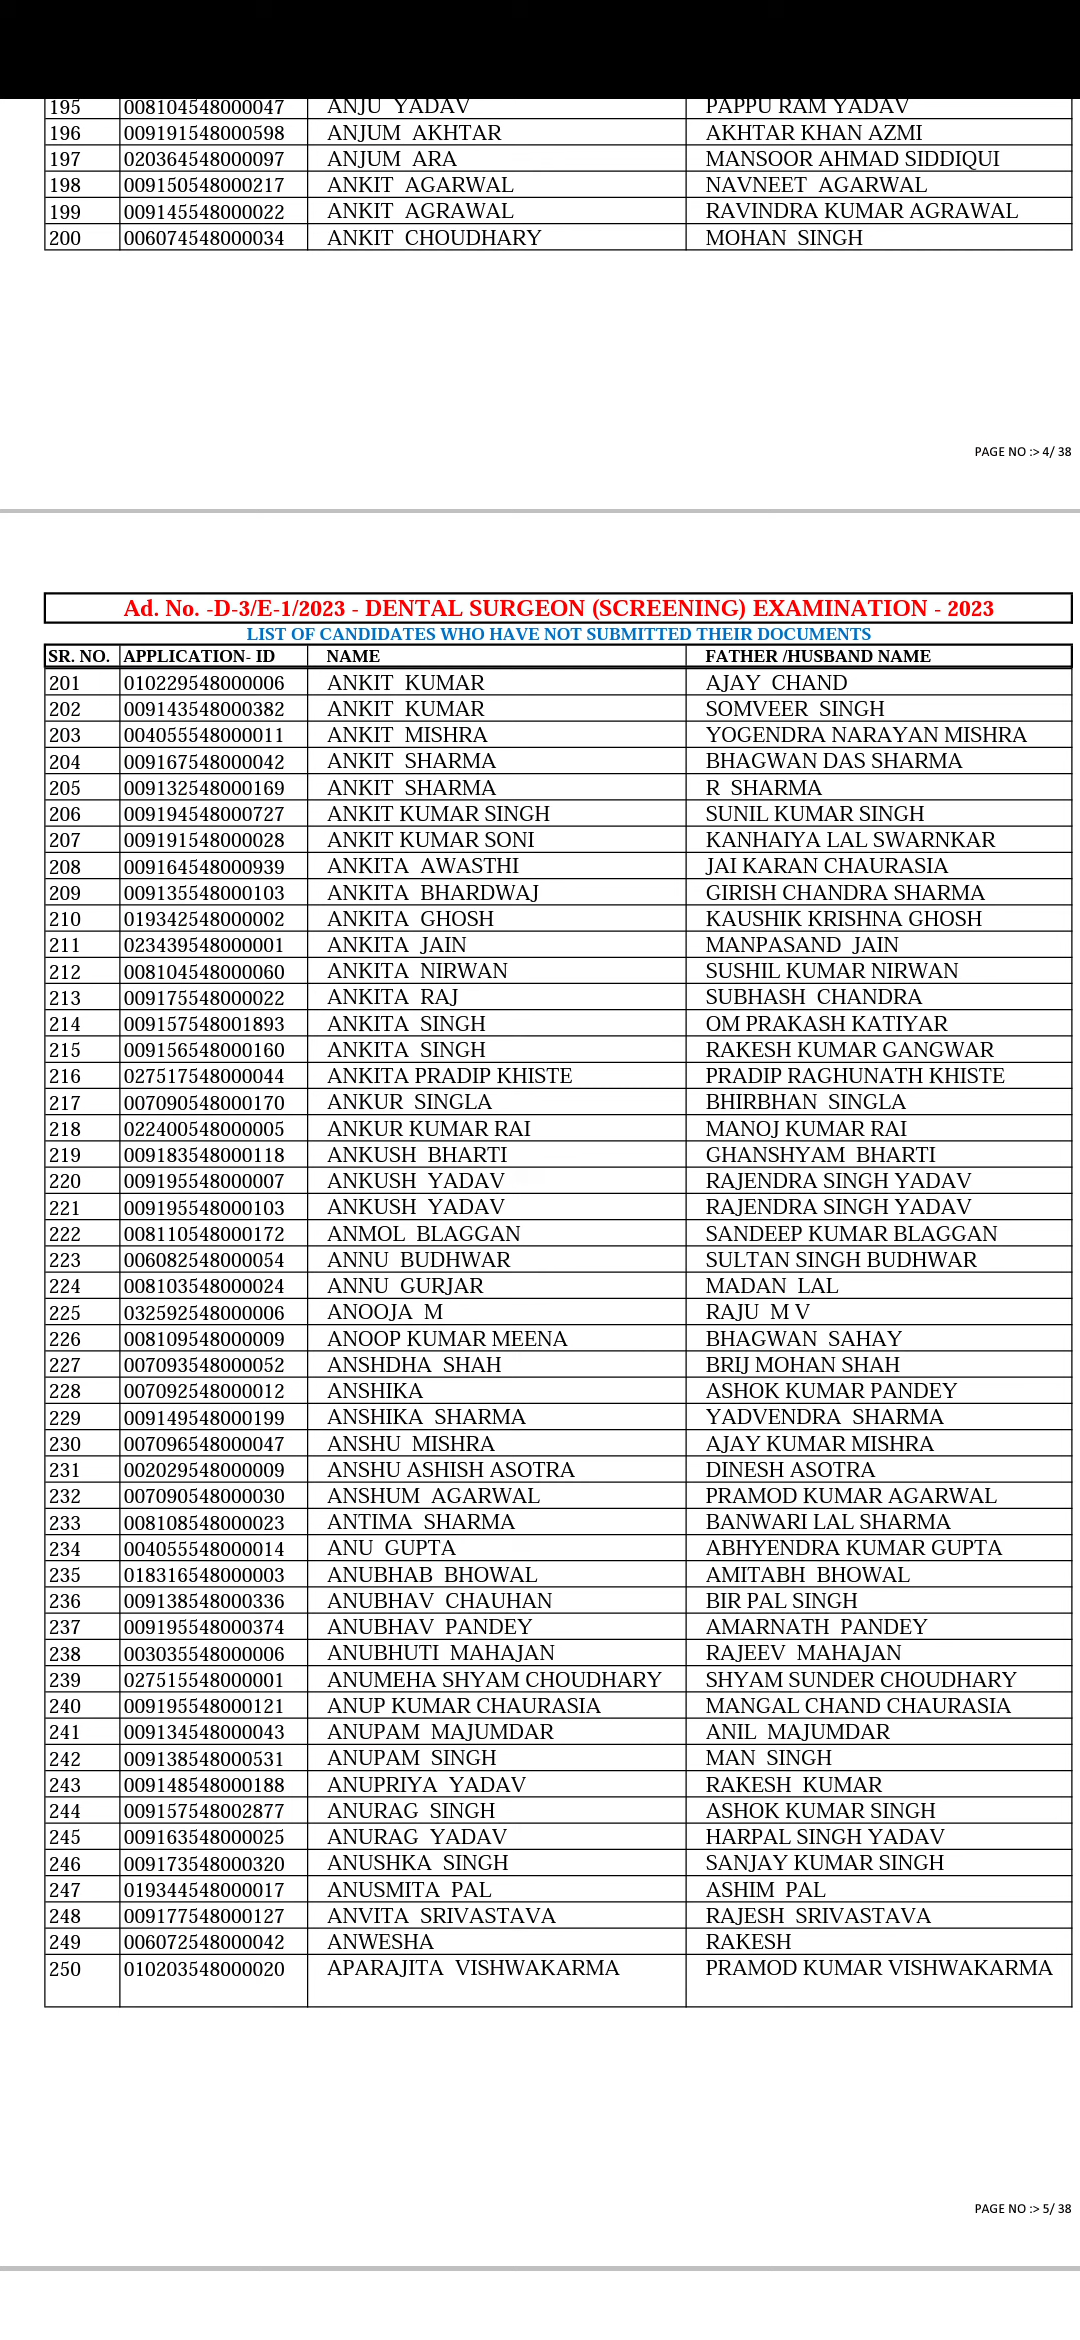 195 008104548000047 ANJU YADAV PAPPU RAM YADAV
196 009191548000598 ANJUM AKHTAR AKHTAR KHAN AZMI
197 020364548000097 ANJUM ARA MANSOOR AHMAD SIDDIQUI
198 009150548000217 ANKIT AGARWAL NAVNEET AGARWAL
199 009145548000022 ANKIT AGRAWAL RAVINDRA KUMAR AGRAWAL
200 006074548000034 ANKIT CHOUDHARY MOHAN SINGH
PAGE NO :> 4/ 38
Ad. No. -D-3/E-1/2023 - DENTAL SURGEON (SCREENING) EXAMINATION - 2023
LIST OF CANDIDATES WHO HAVE NOT SUBMITTED THEIR DOCUMENTS
SR. NO. APPLICATION- ID NAME FATHER /HUSBAND NAME
201 010229548000006 ANKIT KUMAR AJAY CHAND
202 009143548000382 ANKIT KUMAR SOMVEER SINGH
203 004055548000011 ANKIT MISHRA YOGENDRA NARAYAN MISHRA
204 009167548000042 ANKIT SHARMA BHAGWAN DAS SHARMA
205 009132548000169 ANKIT SHARMA R SHARMA
206 009194548000727 ANKIT KUMAR SINGH SUNIL KUMAR SINGH
207 009191548000028 ANKIT KUMAR SONI KANHAIYA LAL SWARNKAR
208 009164548000939 ANKITA AWASTHI JAI KARAN CHAURASIA
209 009135548000103 ANKITA BHARDWAJ GIRISH CHANDRA SHARMA
210 019342548000002 ANKITA GHOSH KAUSHIK KRISHNA GHOSH
211 023439548000001 ANKITA JAIN MANPASAND JAIN
212 008104548000060 ANKITA NIRWAN SUSHIL KUMAR NIRWAN
213 009175548000022 ANKITA RAJ SUBHASH CHANDRA
214 009157548001893 ANKITA SINGH OM PRAKASH KATIYAR
215 009156548000160 ANKITA SINGH RAKESH KUMAR GANGWAR
216 027517548000044 ANKITA PRADIP KHISTE PRADIP RAGHUNATH KHISTE
217 007090548000170 ANKUR SINGLA BHIRBHAN SINGLA
218 022400548000005 ANKUR KUMAR RAI MANOJ KUMAR RAI
219 009183548000118 ANKUSH BHARTI GHANSHYAM BHARTI
220 009195548000007 ANKUSH YADAV RAJENDRA SINGH YADAV
221 009195548000103 ANKUSH YADAV RAJENDRA SINGH YADAV
222 008110548000172 ANMOL BLAGGAN SANDEEP KUMAR BLAGGAN
223 006082548000054 ANNU BUDHWAR SULTAN SINGH BUDHWAR
224 008103548000024 ANNU GURJAR MADAN LAL
225 032592548000006 ANOOJA M RAJU M V
226 008109548000009 ANOOP KUMAR MEENA BHAGWAN SAHAY
227 007093548000052 ANSHDHA SHAH BRIJ MOHAN SHAH
228 007092548000012 ANSHIKA ASHOK KUMAR PANDEY
229 009149548000199 ANSHIKA SHARMA YADVENDRA SHARMA
230 007096548000047 ANSHU MISHRA AJAY KUMAR MISHRA
231 002029548000009 ANSHU ASHISH ASOTRA DINESH ASOTRA
232 007090548000030 ANSHUM AGARWAL PRAMOD KUMAR AGARWAL
233 008108548000023 ANTIMA SHARMA BANWARI LAL SHARMA
234 004055548000014 ANU GUPTA ABHYENDRA KUMAR GUPTA
235 018316548000003 ANUBHAB BHOWAL AMITABH BHOWAL
236 009138548000336 ANUBHAV CHAUHAN BIR PAL SINGH
237 009195548000374 ANUBHAV PANDEY AMARNATH PANDEY
238 003035548000006 ANUBHUTI MAHAJAN RAJEEV MAHAJAN
239 027515548000001 ANUMEHA SHYAM CHOUDHARY SHYAM SUNDER CHOUDHARY
240 009195548000121 ANUP KUMAR CHAURASIA MANGAL CHAND CHAURASIA
241 009134548000043 ANUPAM MAJUMDAR ANIL MAJUMDAR
242 009138548000531 ANUPAM SINGH MAN SINGH
243 009148548000188 ANUPRIYA YADAV RAKESH KUMAR
244 009157548002877 ANURAG SINGH ASHOK KUMAR SINGH
245 009163548000025 ANURAG YADAV HARPAL SINGH YADAV
246 009173548000320 ANUSHKA SINGH SANJAY KUMAR SINGH
247 019344548000017 ANUSMITA PAL ASHIM PAL
248 009177548000127 ANVITA SRIVASTAVA RAJESH SRIVASTAVA
249 006072548000042 ANWESHA RAKESH
250 010203548000020 APARAJITA VISHWAKARMA PRAMOD KUMAR VISHWAKARMA
PAGE NO :> 5/ 38